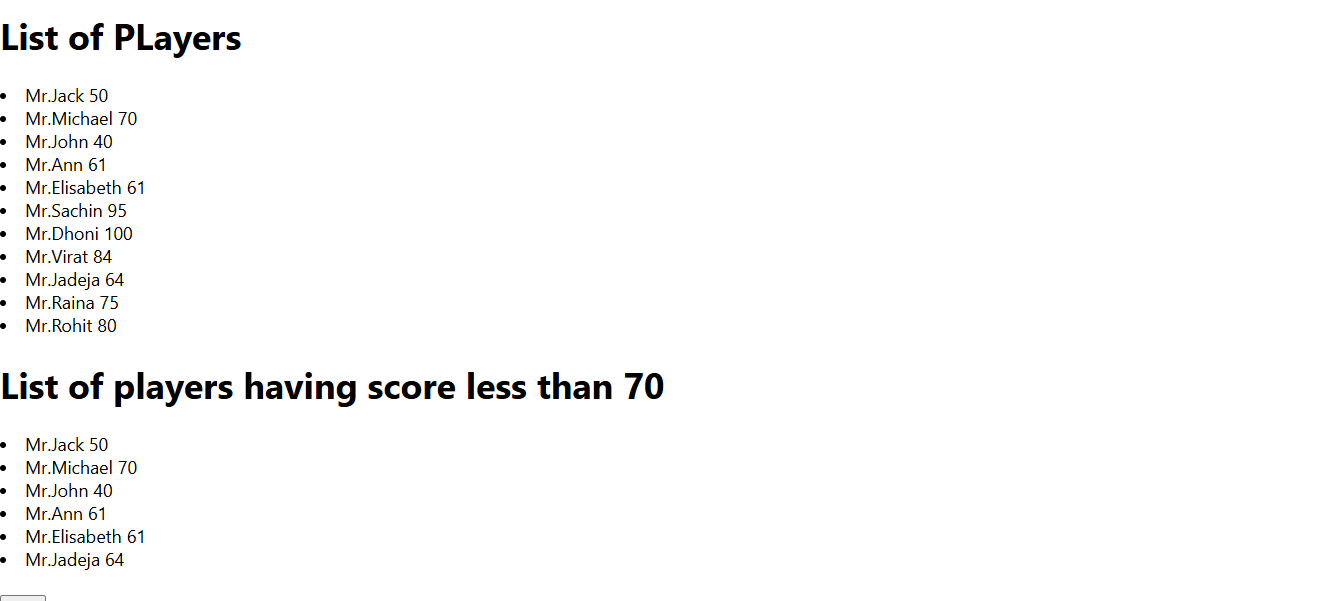 List of PLayers
Mr.Jack 50
Mr.Michael 70
Mr.John 40
Mr.Ann 61
Mr.Elisabeth 61
Mr.Sachin 95
Mr.Dhoni 100
Mr.Virat 84
Mr.Jadeja 64
Mr.Raina 75
Mr.Rohit 80
List of players having score less than 70
Mr.Jack 50
Mr.Michael 70
Mr.John 40
Mr.Ann 61
Mr.Elisabeth 61
Mr.Jadeja 64